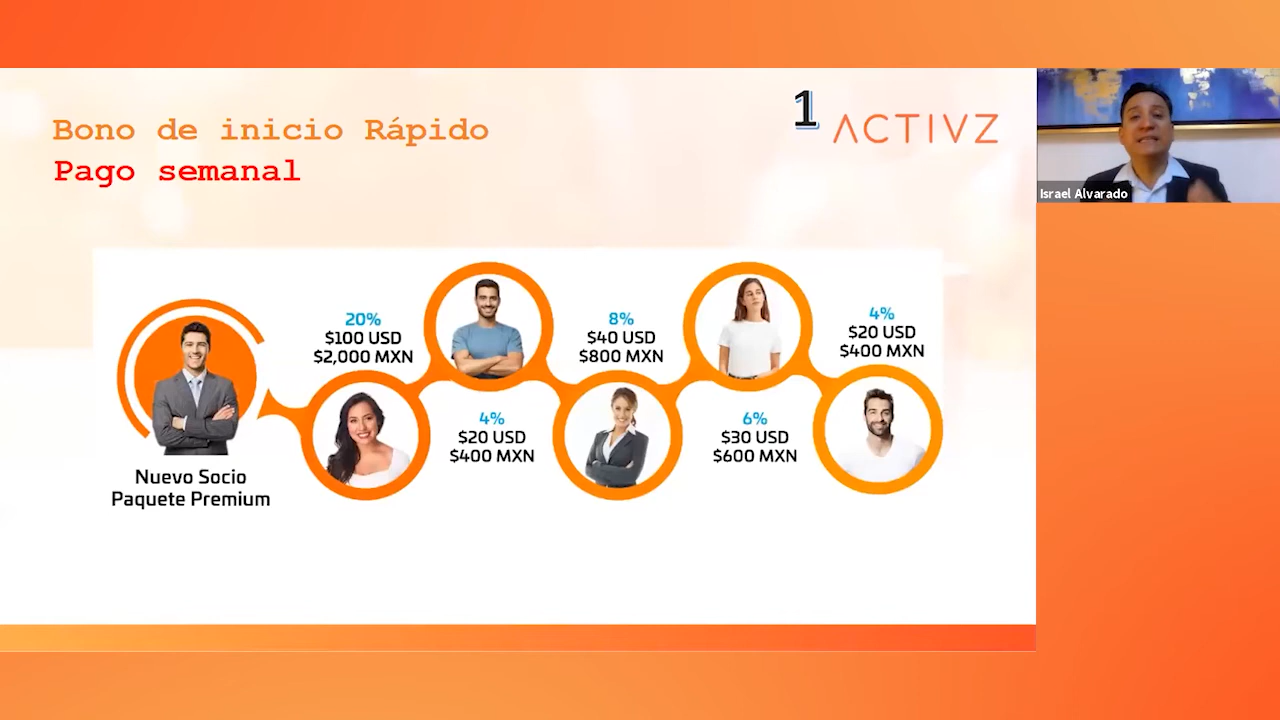 Bono de inicio Rápido
Pago semanal
1
ACTIVZ
Israel Alvarado
20%
$100 USD
$2,000 MXN
8%
$40 USD
$800 MXN
4%
$20 USD
$400 MXN
4%
$20 USD
$400 MXN
6%
$30 USD
$600 MXN
Nuevo Socio
Paquete Premium